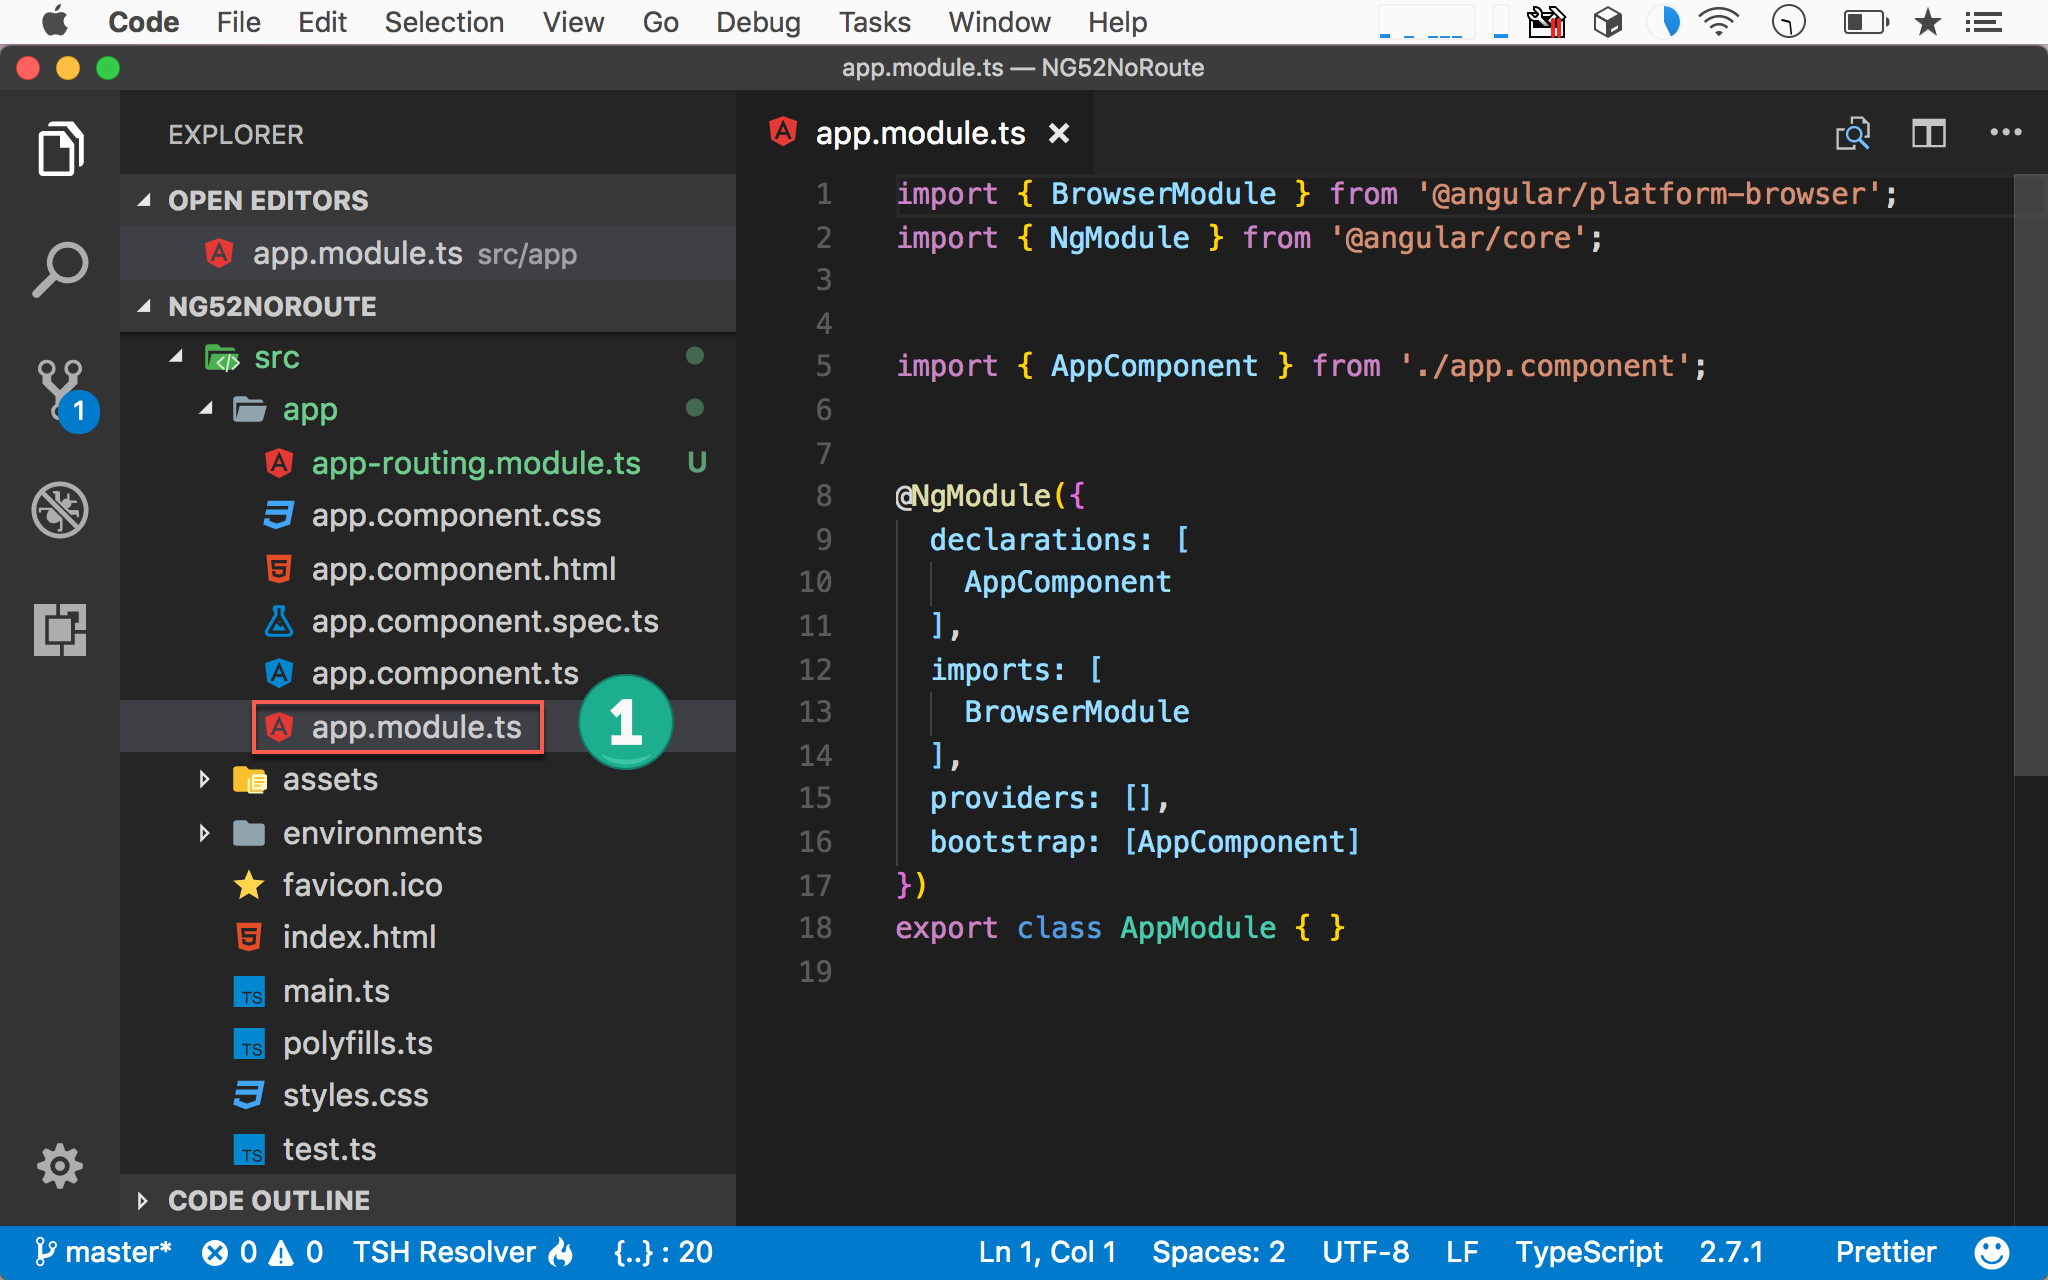 Code File Edit Selection View Go Debug Tasks Window Help
app.module.ts — NG52NoRoute
EXPLORER
OPEN EDITORS
app.module.ts src/app
NG52NOROUTE
src
app
app-routing.module.ts U
app.component.css
app.component.html
app.component.spec.ts
app.component.ts
app.module.ts
1
assets
environments
favicon.ico
index.html
TS main.ts
TS polyfills.ts
styles.css
TS test.ts
CODE OUTLINE
1
app.module.ts
1 import { BrowserModule } from '@angular/platform-browser';
2 import { NgModule } from '@angular/core';
3
4
5 import { AppComponent } from './app.component';
6
7
8 @NgModule({
9 declarations: [
10 AppComponent
11 ],
12 imports: [
13 BrowserModule
14 ],
15 providers: [],
16 bootstrap: [AppComponent]
17 })
18 export class AppModule { }
19
master* 0 0 TSH Resolver {..} : 20 Ln 1, Col 1 Spaces: 2 UTF-8 LF TypeScript 2.7.1 Prettier